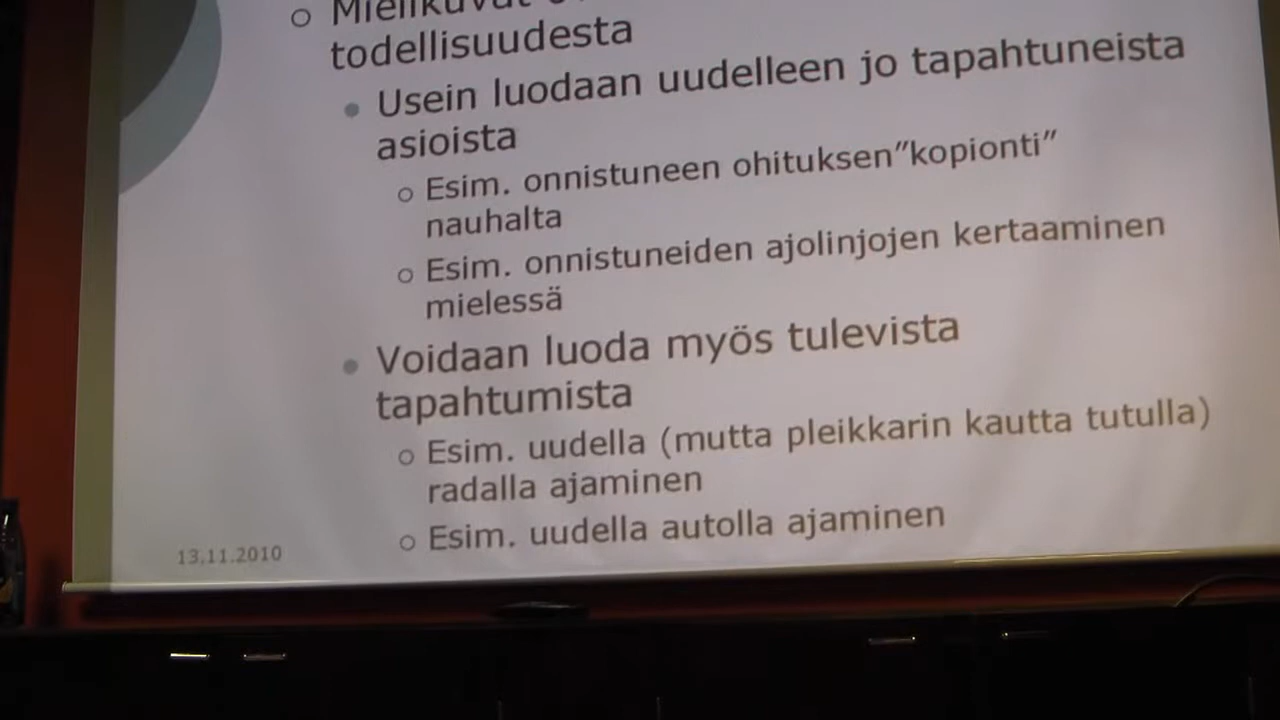 Mielikuvat
todellisuudesta
Usein luodaan uudelleen jo tapahtuneista
asioista
Esim. onnistuneen ohituksen”kopionti”
nauhalta
Esim. onnistuneiden ajolinjojen kertaaminen
mielessä
Voidaan luoda myös tulevista
tapahtumista
Esim. uudella (mutta pleikkarin kautta tutulla)
radalla ajaminen
Esim. uudella autolla ajaminen
13.11.2010